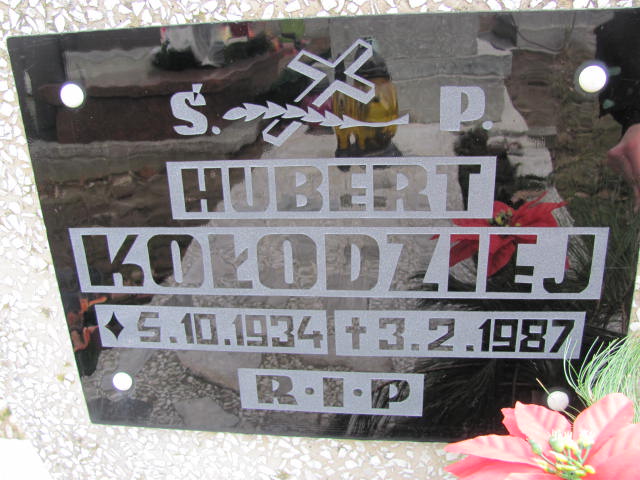 Ś. P.
HUBERT
KOŁODZIEJ
♦ 5.10.1934 † 3.2.1987
R·I·P